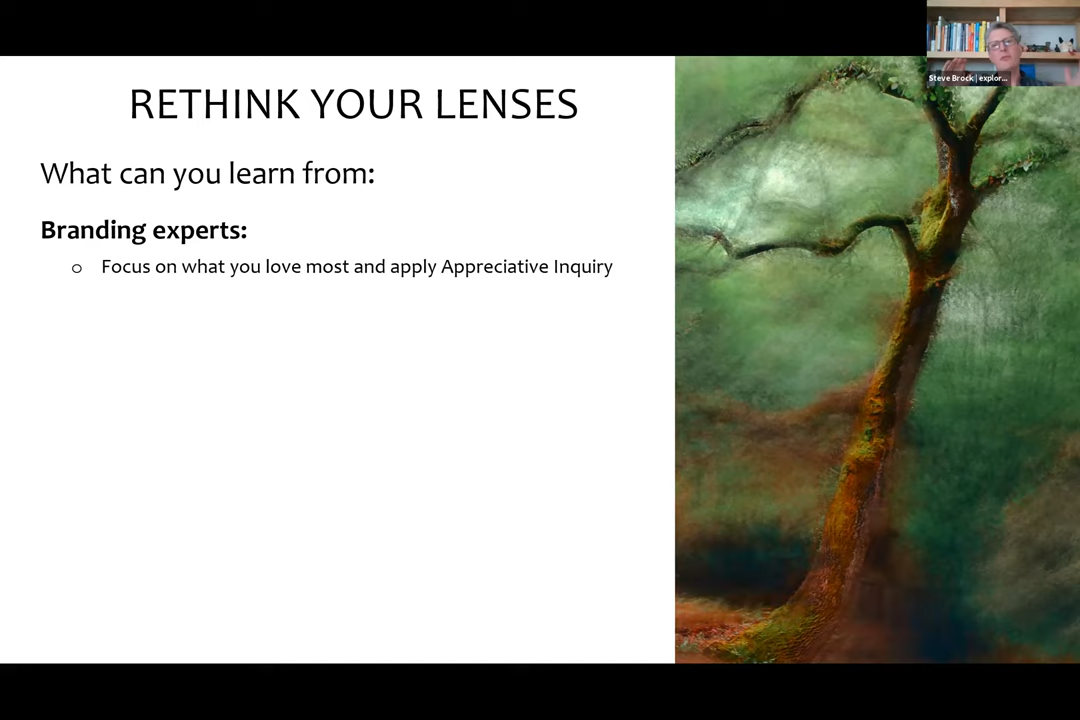 Steve Brock | explor...
RETHINK YOUR LENSES
What can you learn from:
Branding experts:
o Focus on what you love most and apply Appreciative Inquiry